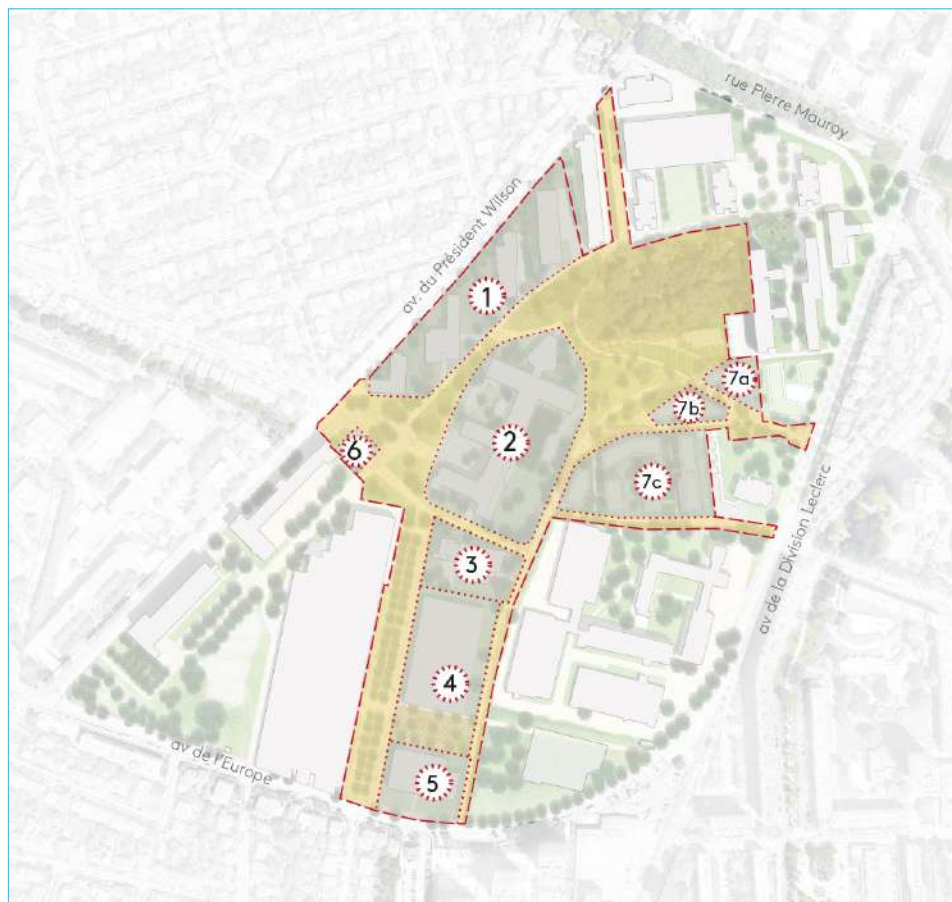 rue Pierre Mauroy
av. du Président Wilson
1
7a
7b
2
6
7c
3
4
5
av de la Division Leclerc
av de l'Europe